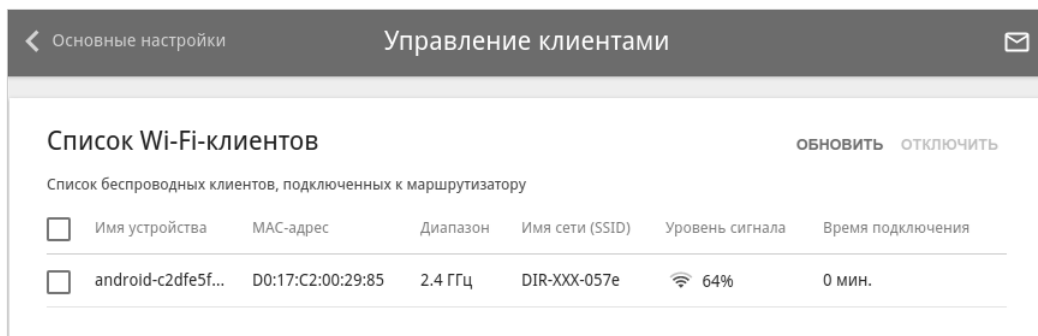 Основные настройки Управление клиентами
Список Wi-Fi-клиентов ОБНОВИТЬ ОТКЛЮЧИТЬ
Список беспроводных клиентов, подключенных к маршрутизатору
Имя устройства MAC-адрес Диапазон Имя сети (SSID) Уровень сигнала Время подключения
android-c2dfe5f... D0:17:C2:00:29:85 2.4 ГГц DIR-XXX-057e 64% 0 мин.